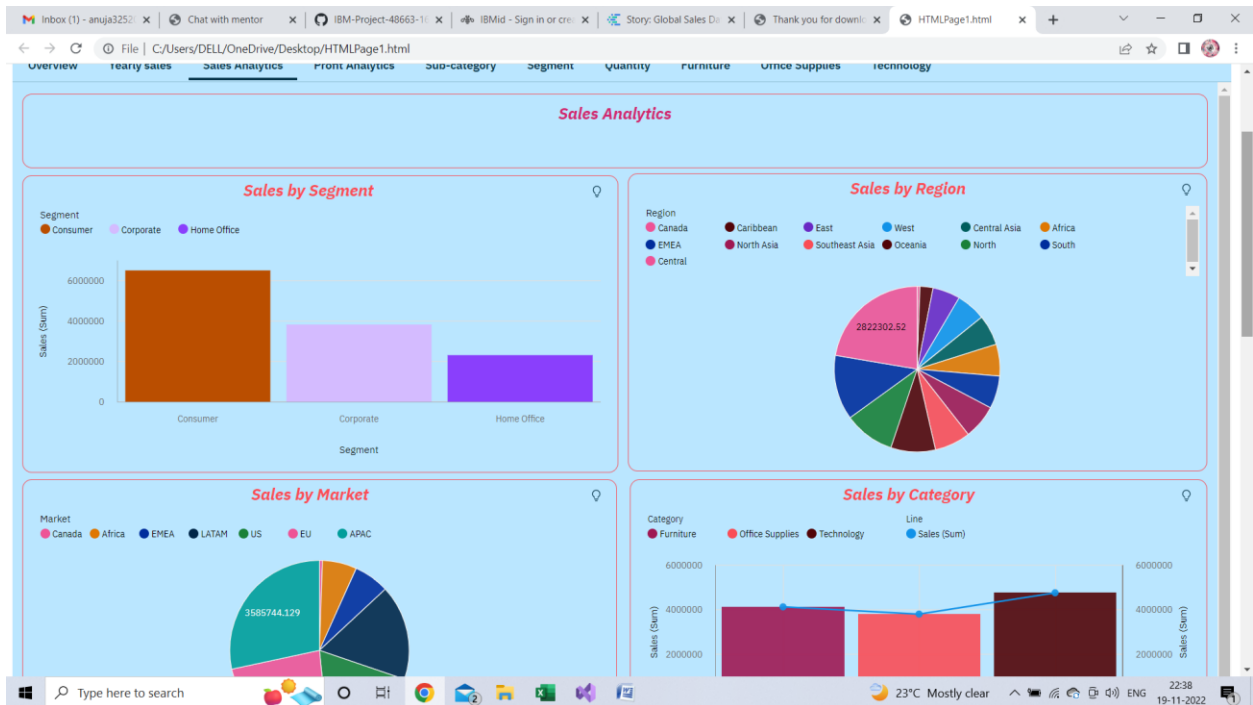 Inbox (1) - anuja3252 Chat with mentor IBM-Project-48663-16 IBMid - Sign in or crea Story: Global Sales Da Thank you for downlo HTMLPage1.html
File | C:/Users/DELL/OneDrive/Desktop/HTMLPage1.html
Overview Yearly sales Sales Analytics Profit Analytics Sub-category Segment Quantity Furniture Office Supplies Technology
Sales Analytics
Sales by Segment
Segment
Consumer Corporate Home Office
6000000
4000000
2000000
0
Sales (Sum)
Consumer Corporate Home Office
Segment
Sales by Region
Region
Canada Caribbean East West Central Asia Africa
EMEA North Asia Southeast Asia Oceania North South
Central
2822302.52
Sales by Market
Market
Canada Africa EMEA LATAM US EU APAC
3585744.129
Sales by Category
Category Line
Furniture Office Supplies Technology Sales (Sum)
6000000 6000000
4000000 4000000
2000000 2000000
Sales (Sum) Sales (Sum)
Type here to search
2
23°C Mostly clear
ENG
22:38
19-11-2022
1